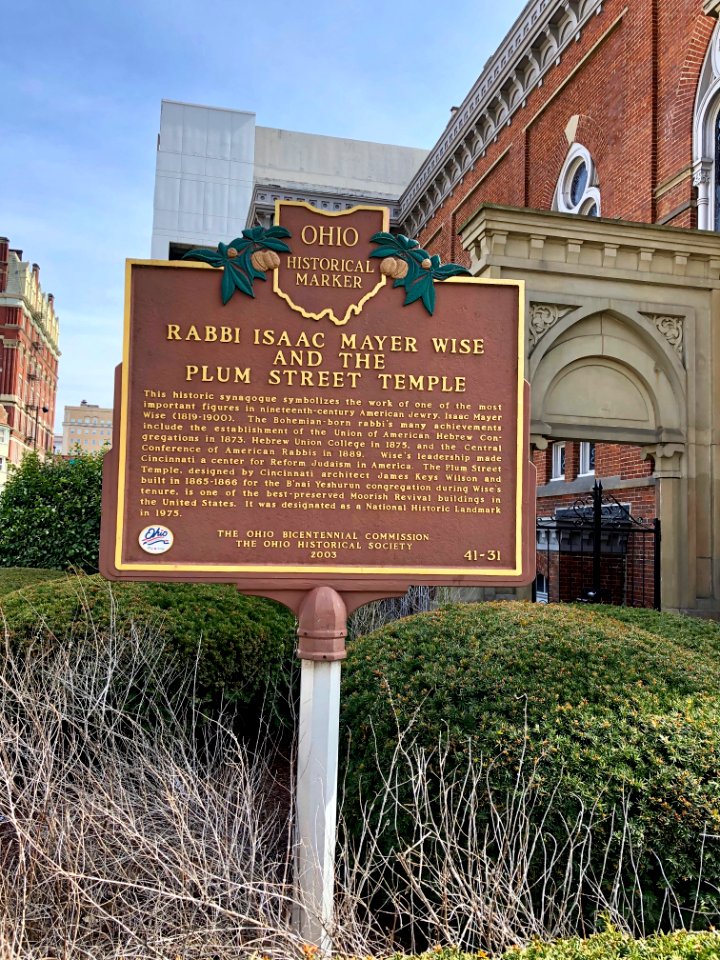 OHIO
HISTORICAL
MARKER
RABBI ISAAC MAYER WISE
AND THE
PLUM STREET TEMPLE
This historic synagogue symbolizes the work of one of the most
important figures in nineteenth-century American Jewry, Isaac Mayer
Wise (1819-1900). The Bohemian-born rabbi's many achievements
include the establishment of the Union of American Hebrew Con-
gregations in 1873, Hebrew Union College in 1875, and the Central
Conference of American Rabbis in 1889. Wise's leadership made
Cincinnati a center for Reform Judaism in America. The Plum Street
Temple, designed by Cincinnati architect James Keys Wilson and
built in 1865-1866 for the B'nai Yeshurun congregation during Wise's
tenure, is one of the best-preserved Moorish Revival buildings in
the United States. It was designated as a National Historic Landmark
in 1975.
Ohio
THE OHIO BICENTENNIAL COMMISSION
THE OHIO HISTORICAL SOCIETY
2003
41-31